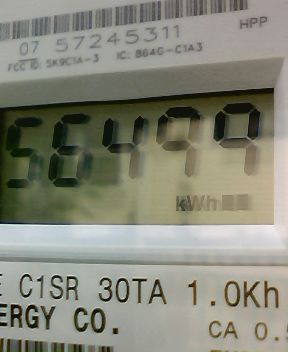 HPP
07 57245311
FCC ID: SK9C1A-3 IC: 864G-C1A3
56499
kWh
C1SR 30TA 1.0Kh
ERGY CO.
CA 0.